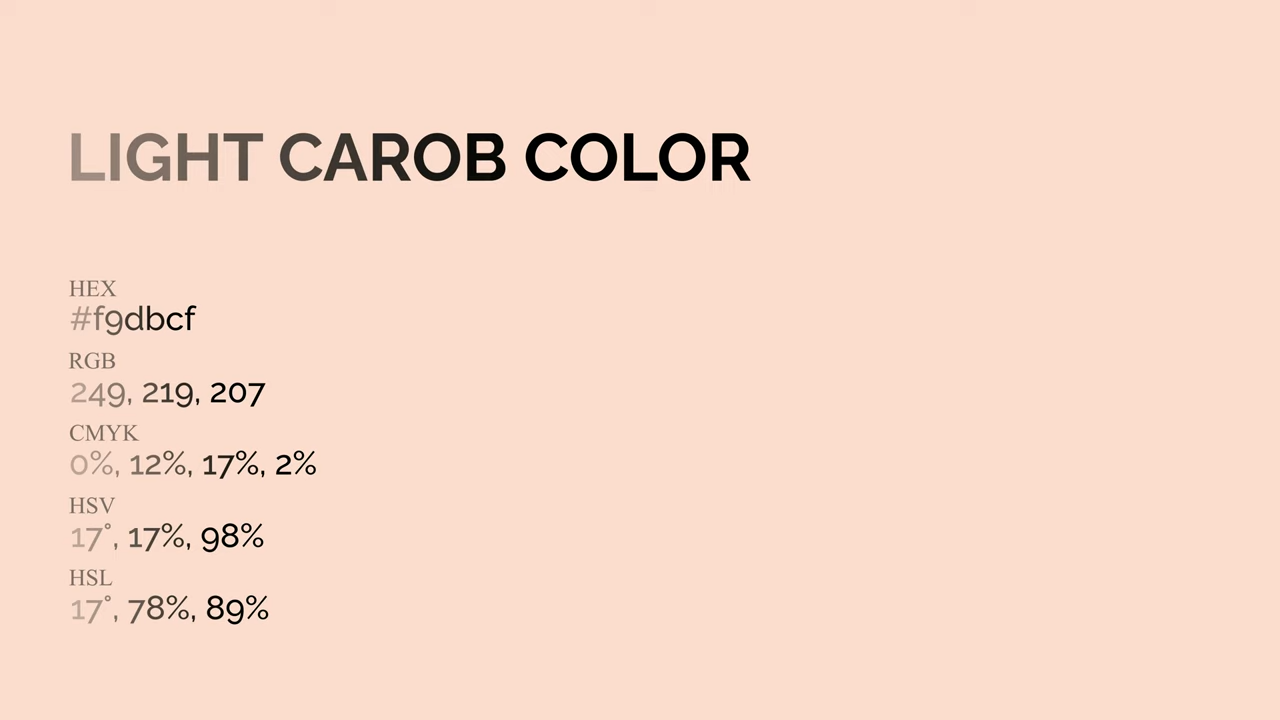 LIGHT CAROB COLOR
HEX
#f9dbcf
RGB
249, 219, 207
CMYK
0%, 12%, 17%, 2%
HSV
17°, 17%, 98%
HSL
17°, 78%, 89%